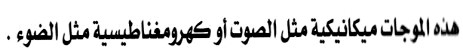 هذه الموجات ميكانيكية مثل الصوت أو كهرومغناطيسية مثل الضوء .